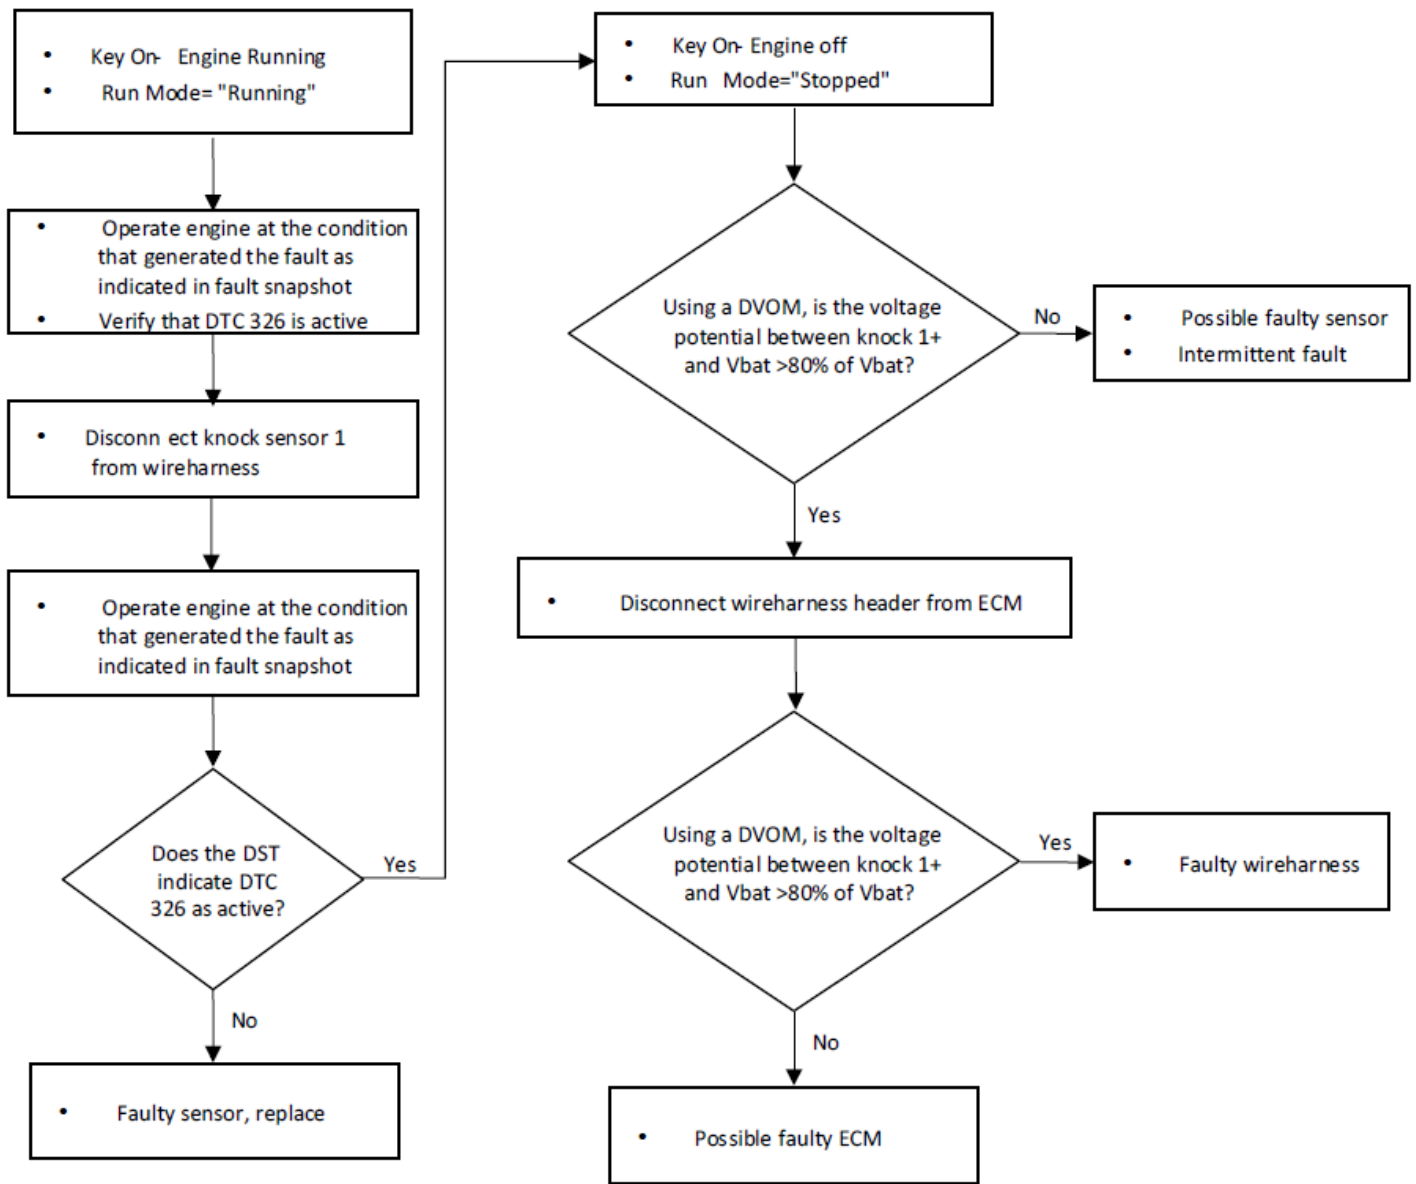 • Key On- Engine Running
• Run Mode= "Running"
• Operate engine at the condition
that generated the fault as
indicated in fault snapshot
• Verify that DTC 326 is active
• Disconn ect knock sensor 1
from wireharness
• Operate engine at the condition
that generated the fault as
indicated in fault snapshot
Does the DST
indicate DTC
326 as active?
Yes
No
• Faulty sensor, replace
• Key On- Engine off
• Run Mode="Stopped"
Using a DVOM, is the voltage
potential between knock 1+
and Vbat >80% of Vbat?
No
• Possible faulty sensor
• Intermittent fault
Yes
• Disconnect wireharness header from ECM
Using a DVOM, is the voltage
potential between knock 1+
and Vbat >80% of Vbat?
Yes
• Faulty wireharness
No
• Possible faulty ECM